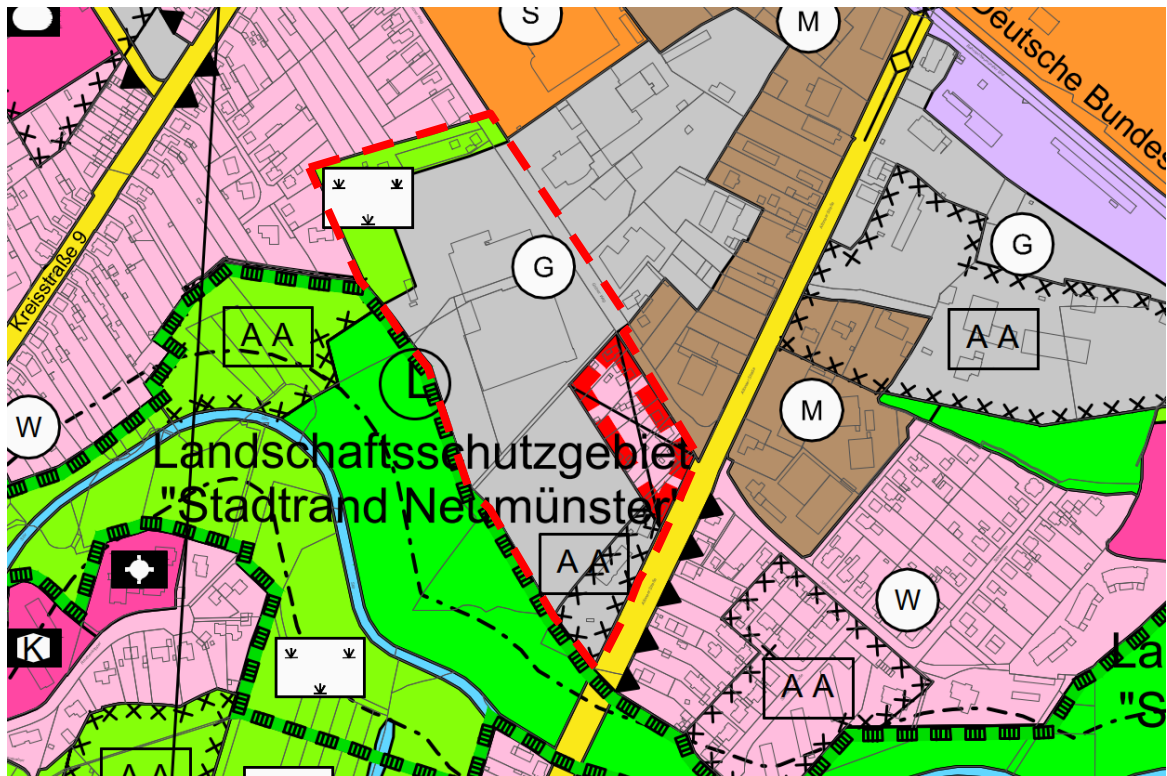 S
M
Deutsche Bundes
Kreisstraße 9
G
G
A A
A A
L
W
M
Landschaftsschutzgebiet
"Stadtrand Neumünster"
A A
W
K
La
"S
A A
A A